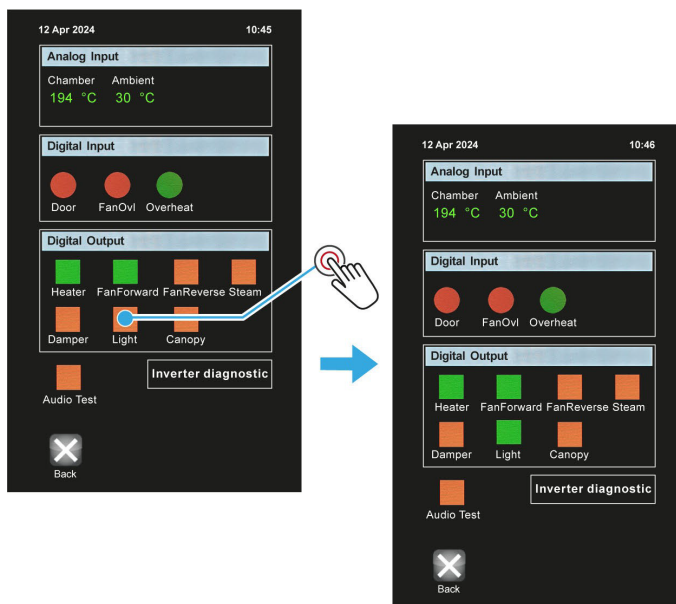 12 Apr 2024 10:45
Analog Input
Chamber Ambient
194 °C 30 °C
Digital Input
Door FanOvl Overheat
Digital Output
Heater FanForward FanReverse Steam
Damper Light Canopy
Audio Test
Inverter diagnostic
Back
12 Apr 2024 10:46
Analog Input
Chamber Ambient
194 °C 30 °C
Digital Input
Door FanOvl Overheat
Digital Output
Heater FanForward FanReverse Steam
Damper Light Canopy
Audio Test
Inverter diagnostic
Back